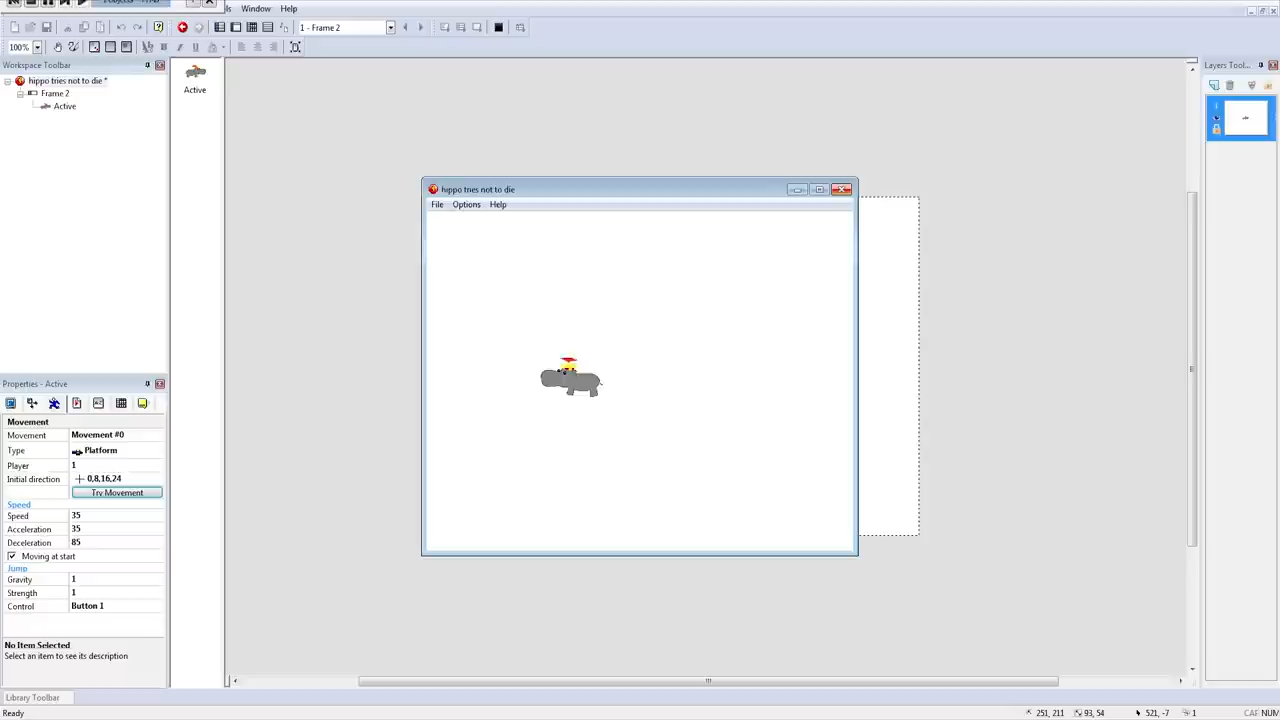 Window Help
1 - Frame 2
100%
Workspace Toolbar
hippo tries not to die *
Frame 2
Active
Active
Layers Tool...
hippo tries not to die
File Options Help
Properties - Active
Movement
Movement Movement #0
Type Platform
Player 1
Initial direction 0,8,16,24
Try Movement
Speed
Speed 35
Acceleration 35
Deceleration 85
Moving at start
Jump
Gravity 1
Strength 1
Control Button 1
No Item Selected
Select an item to see its description
Library Toolbar
Ready
251, 211 93, 54 521, -7 1 CAF NUM